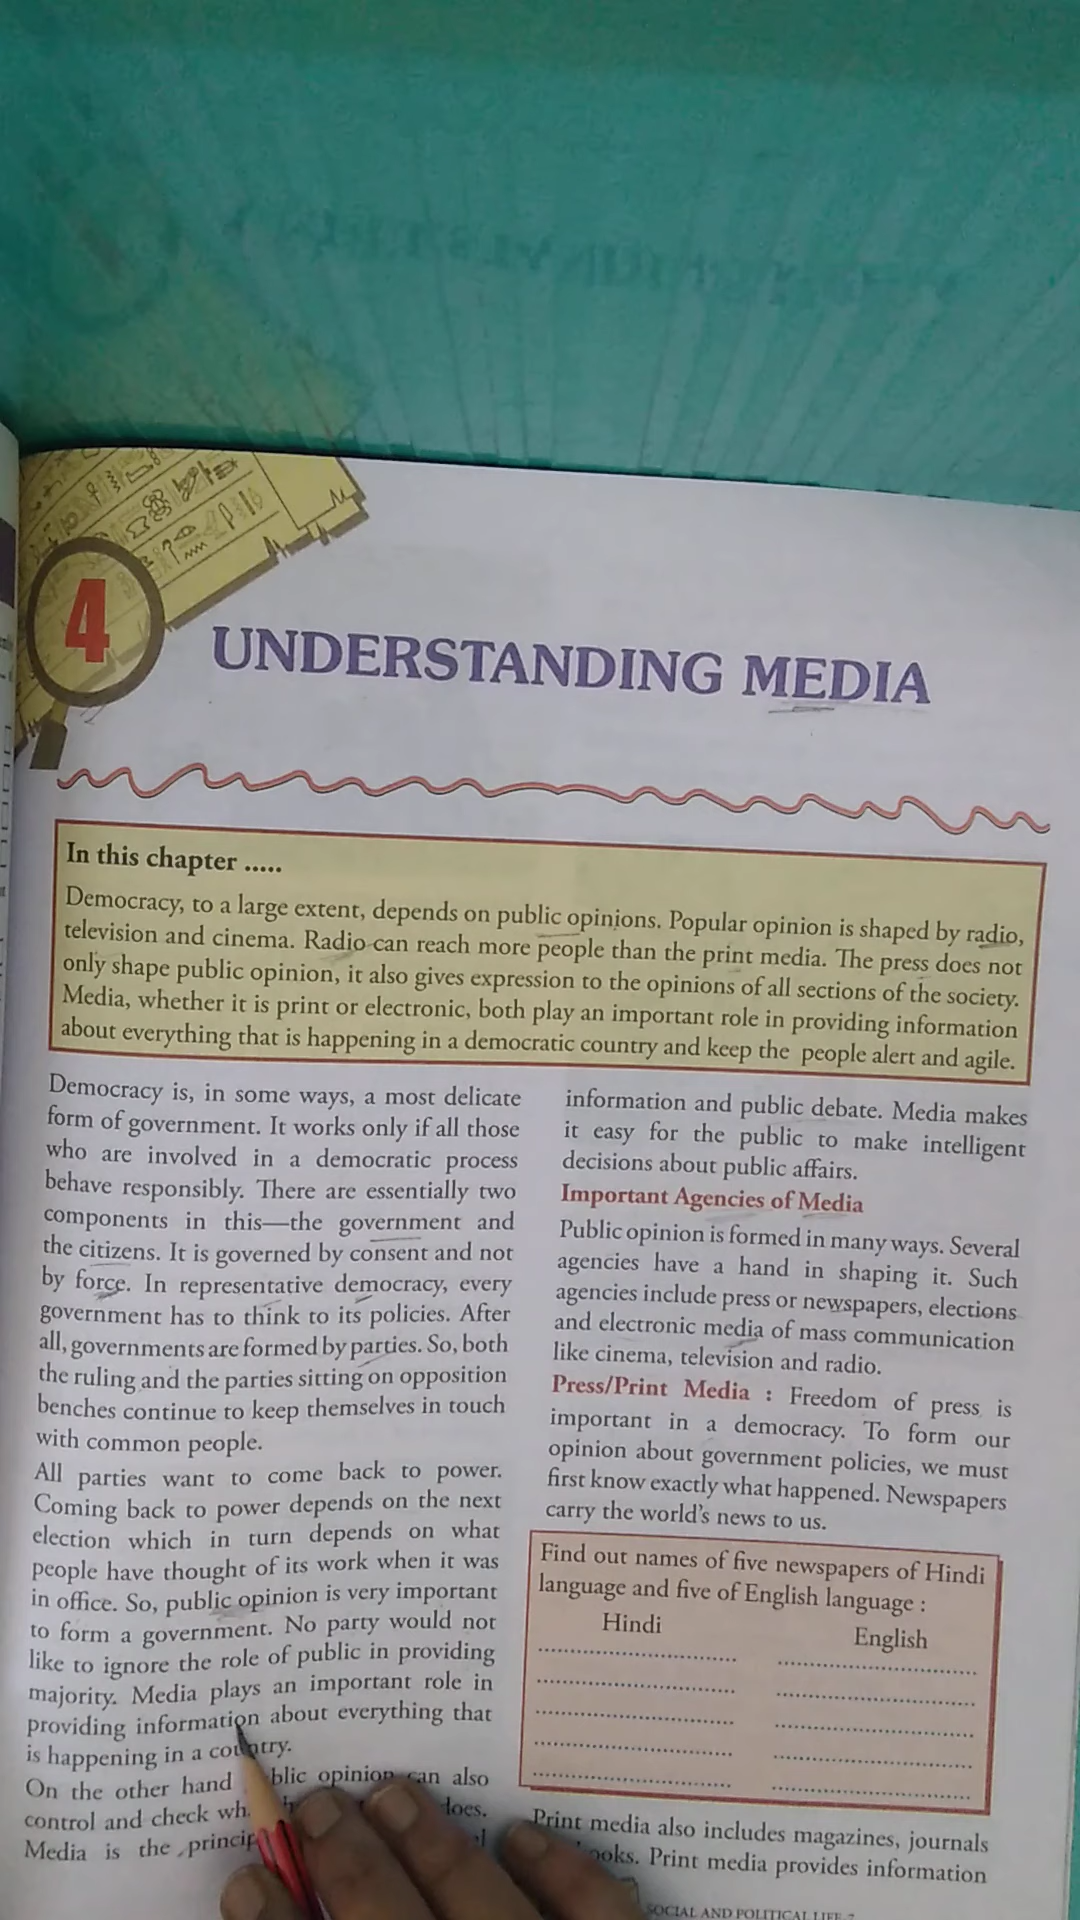 4
UNDERSTANDING MEDIA
In this chapter .....
Democracy, to a large extent, depends on public opinions. Popular opinion is shaped by radio,
television and cinema. Radio can reach more people than the print media. The press does not
only shape public opinion, it also gives expression to the opinions of all sections of the society.
Media, whether it is print or electronic, both play an important role in providing information
about everything that is happening in a democratic country and keep the people alert and agile.
Democracy is, in some ways, a most delicate
form of government. It works only if all those
who are involved in a democratic process
behave responsibly. There are essentially two
components in this—the government and
the citizens. It is governed by consent and not
by force. In representative democracy, every
government has to think to its policies. After
all, governments are formed by parties. So, both
the ruling and the parties sitting on opposition
benches continue to keep themselves in touch
with common people.
All parties want to come back to power.
Coming back to power depends on the next
election which in turn depends on what
people have thought of its work when it was
in office. So, public opinion is very important
to form a government. No party would not
like to ignore the role of public in providing
majority. Media plays an important role in
providing information about everything that
is happening in a country.
On the other hand opinion can also
control and check does.
Media is the
information and public debate. Media makes
it easy for the public to make intelligent
decisions about public affairs.
Important Agencies of Media
Public opinion is formed in many ways. Several
agencies have a hand in shaping it. Such
agencies include press or newspapers, elections
and electronic media of mass communication
like cinema, television and radio.
Press/Print Media : Freedom of press is
important in a democracy. To form our
opinion about government policies, we must
first know exactly what happened. Newspapers
carry the world's news to us.
Find out names of five newspapers of Hindi
language and five of English language :
Hindi English
Print media also includes magazines, journals
Print media provides information
SOCIAL AND POLITICAL LIFE